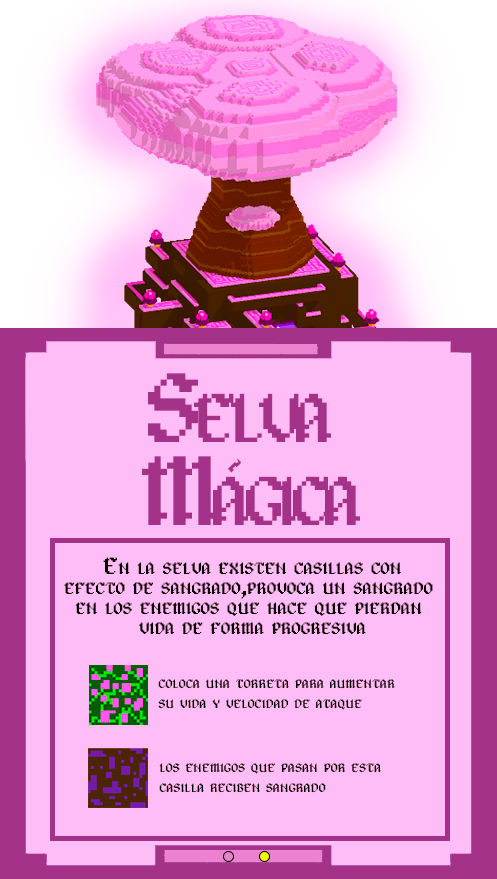 Selva
Mágica
En la selva existen casillas con
efecto de sangrado,provoca un sangrado
en los enemigos que hace que pierdan
vida de forma progresiva
coloca una torreta para aumentar
su vida y velocidad de ataque
los enemigos que pasan por esta
casilla reciben sangrado